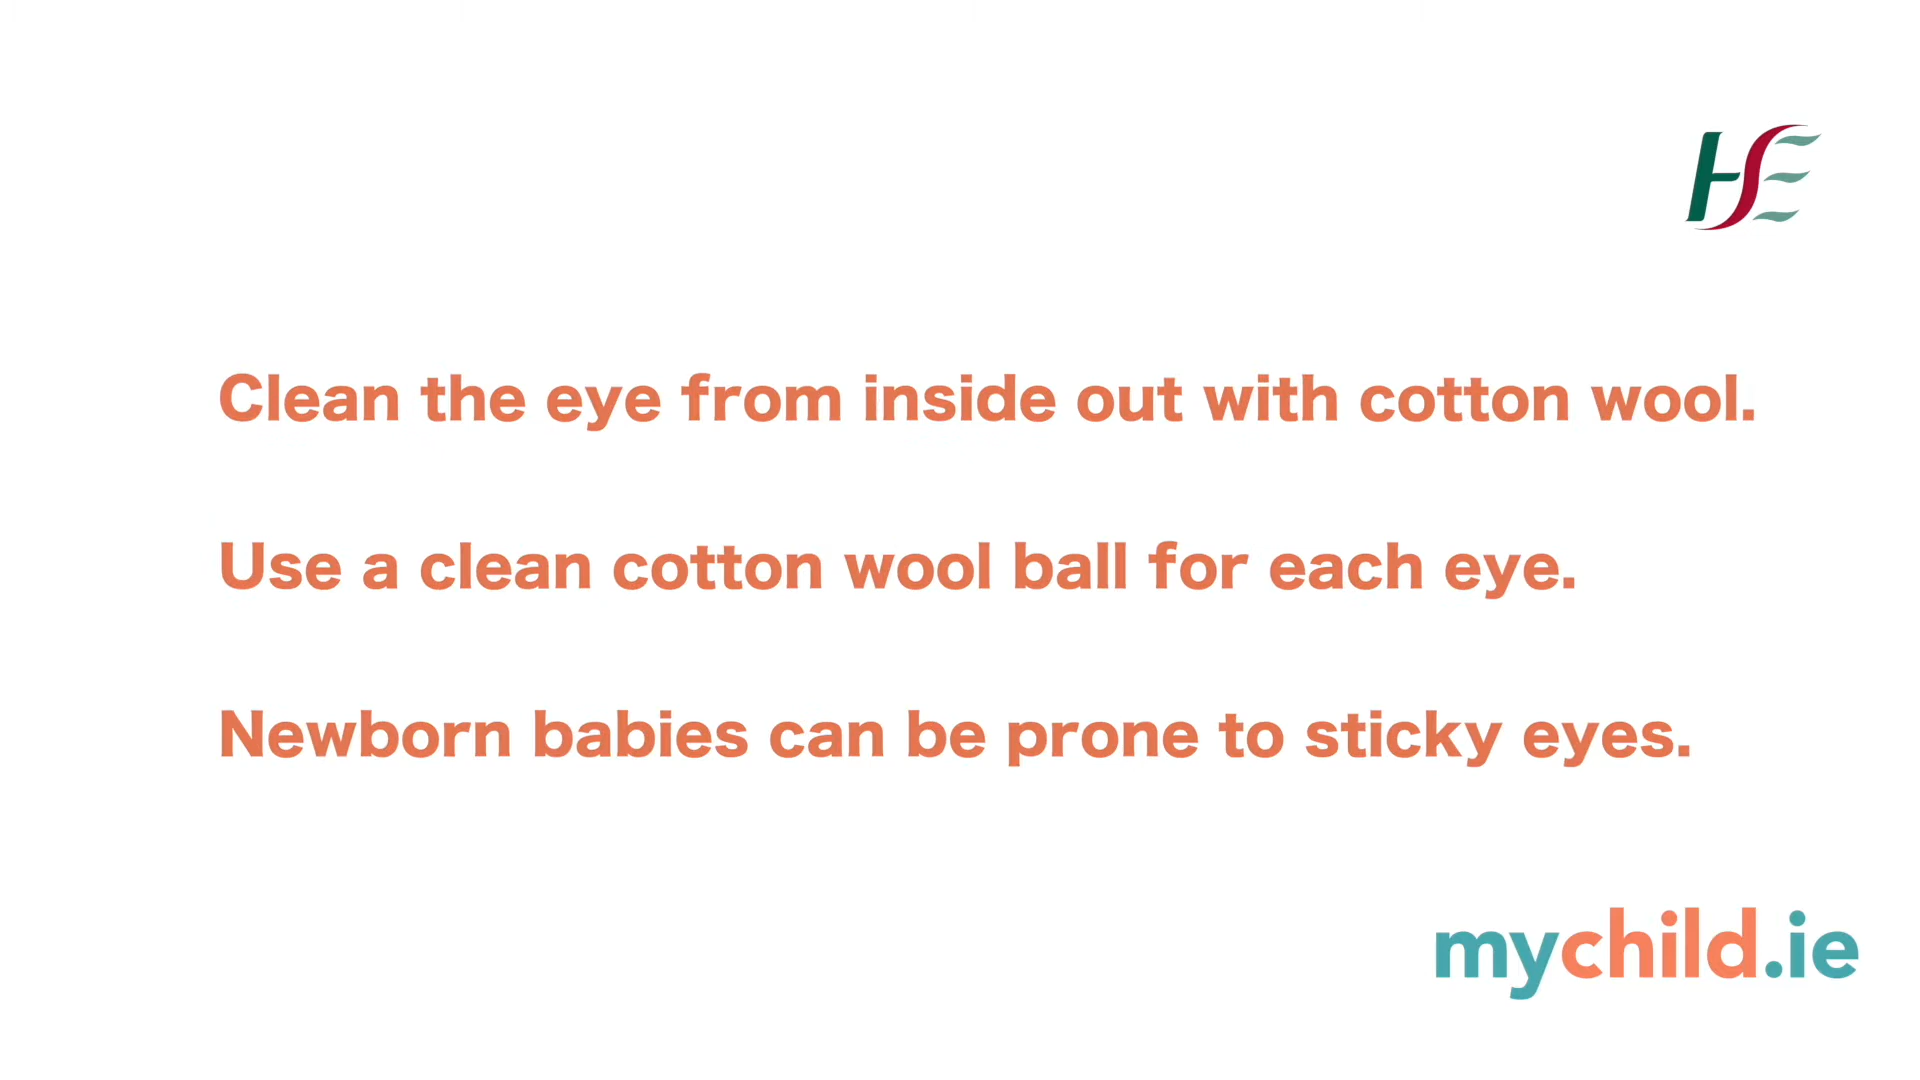 HSE
Clean the eye from inside out with cotton wool.
Use a clean cotton wool ball for each eye.
Newborn babies can be prone to sticky eyes.
mychild.ie